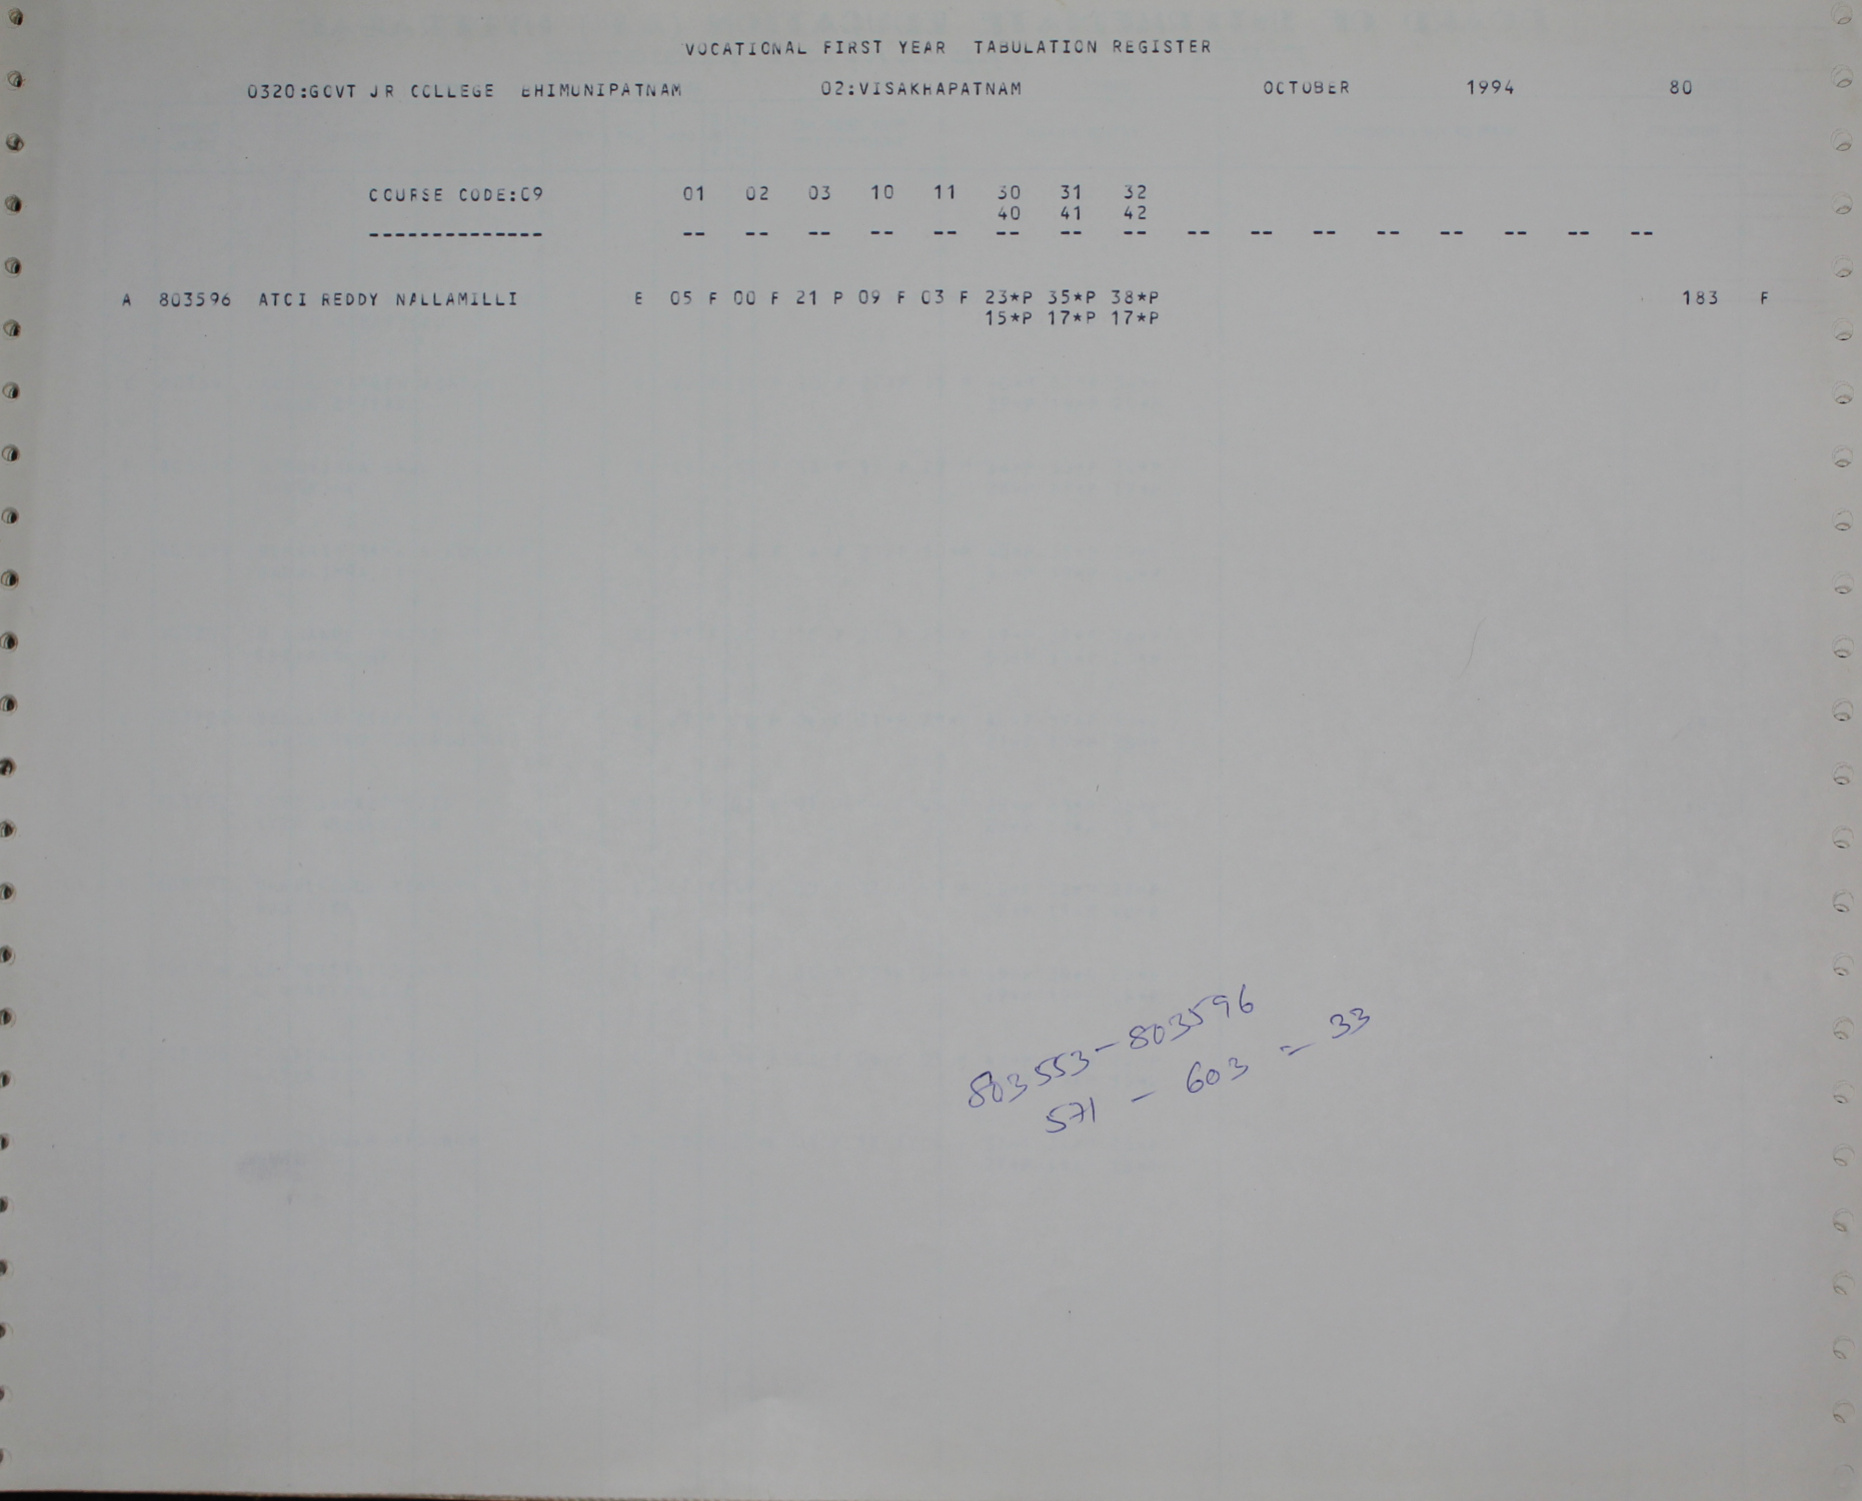 VOCATIONAL FIRST YEAR TABULATION REGISTER
0320:GOVT JR COLLEGE BHIMUNIPATNAM 02:VISAKHAPATNAM OCTOBER 1994 80
COURSE CODE:09 01 02 03 10 11 30 31 32
40 41 42
-------------- -- -- -- -- -- -- -- -- -- -- -- -- -- -- -- --
A 803596 ATCI REDDY NALLAMILLI E 05 F 00 F 21 P 09 F 03 F 23*P 35*P 38*P 183 F
15*P 17*P 17*P
803553-803596
571 - 603 = 33